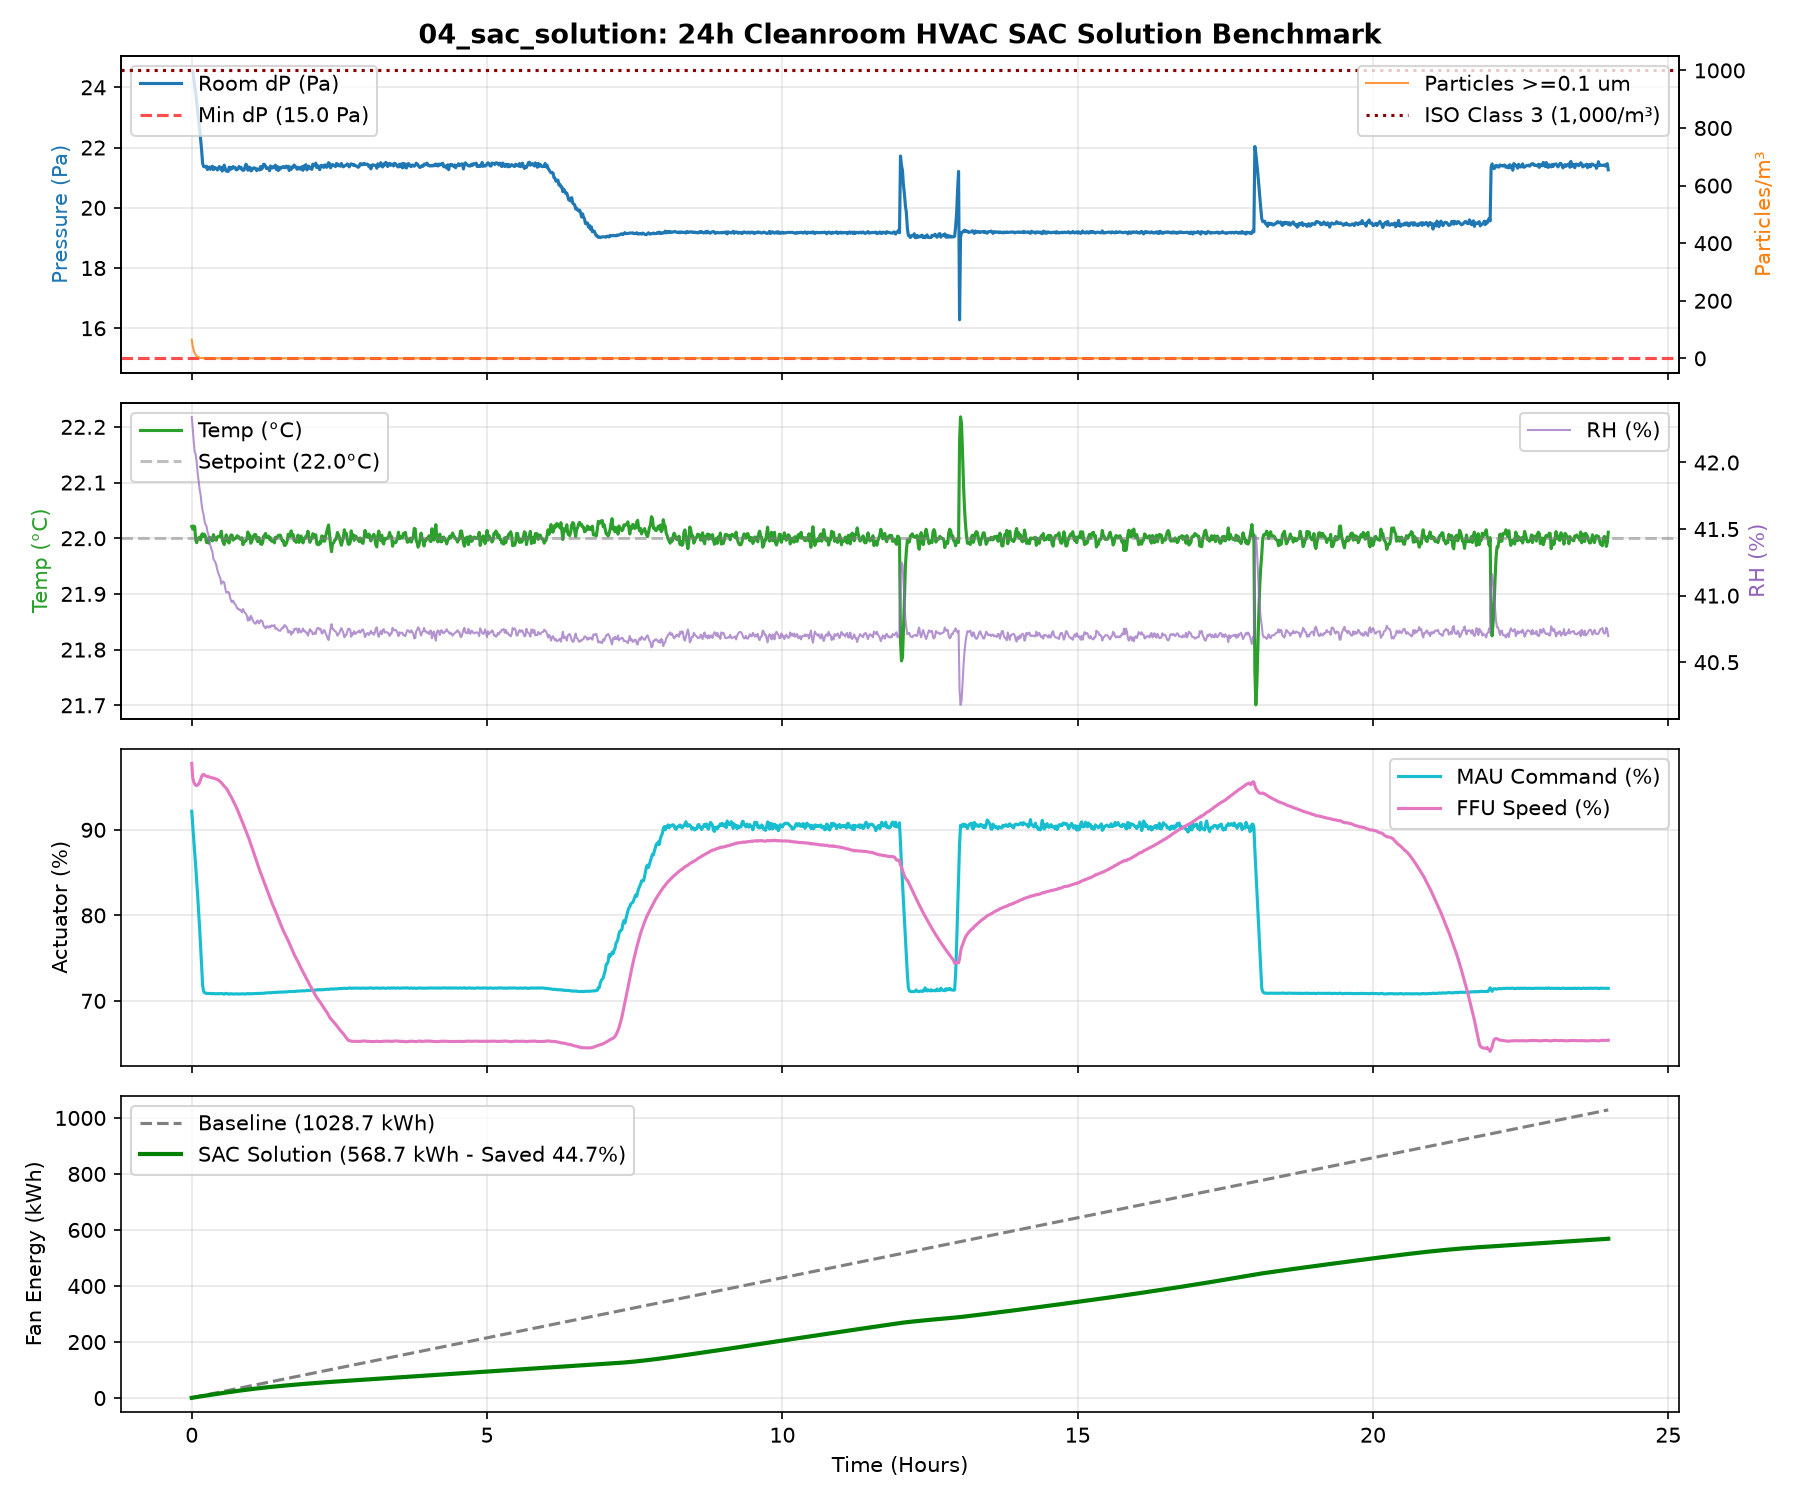 04_sac_solution: 24h Cleanroom HVAC SAC Solution Benchmark
Room dP (Pa)
Min dP (15.0 Pa)
Particles >=0.1 um
ISO Class 3 (1,000/m³)
Pressure (Pa)
24
22
20
18
16
1000
800
600
400
200
0
Particles/m³
Temp (°C)
Setpoint (22.0°C)
RH (%)
Temp (°C)
22.2
22.1
22.0
21.9
21.8
21.7
42.0
41.5
41.0
40.5
RH (%)
MAU Command (%)
FFU Speed (%)
Actuator (%)
90
80
70
Baseline (1028.7 kWh)
SAC Solution (568.7 kWh - Saved 44.7%)
Fan Energy (kWh)
1000
800
600
400
200
0
0 5 10 15 20 25
Time (Hours)